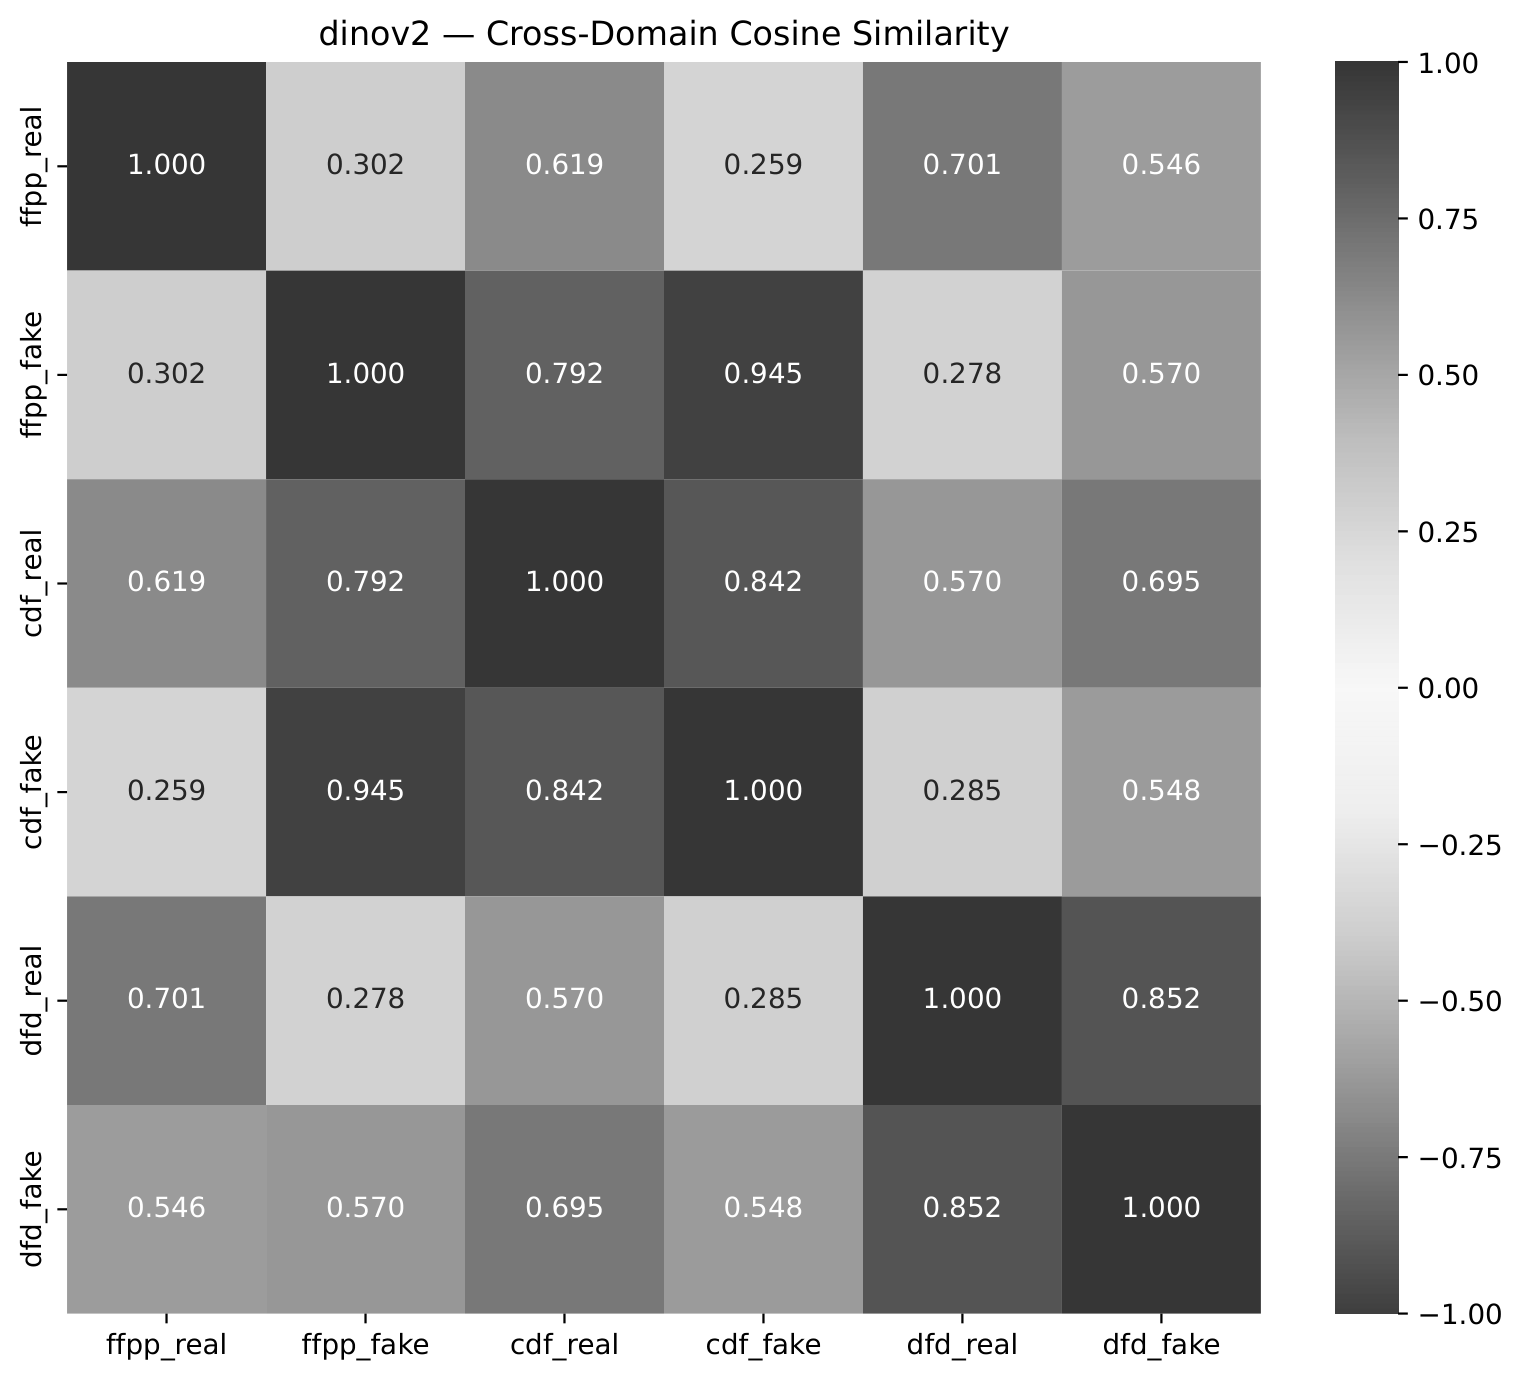 dinov2 — Cross-Domain Cosine Similarity
ffpp_real
1.000 0.302 0.619 0.259 0.701 0.546
ffpp_fake
0.302 1.000 0.792 0.945 0.278 0.570
cdf_real
0.619 0.792 1.000 0.842 0.570 0.695
cdf_fake
0.259 0.945 0.842 1.000 0.285 0.548
dfd_real
0.701 0.278 0.570 0.285 1.000 0.852
dfd_fake
0.546 0.570 0.695 0.548 0.852 1.000
ffpp_real ffpp_fake cdf_real cdf_fake dfd_real dfd_fake
1.00
0.75
0.50
0.25
0.00
−0.25
−0.50
−0.75
−1.00